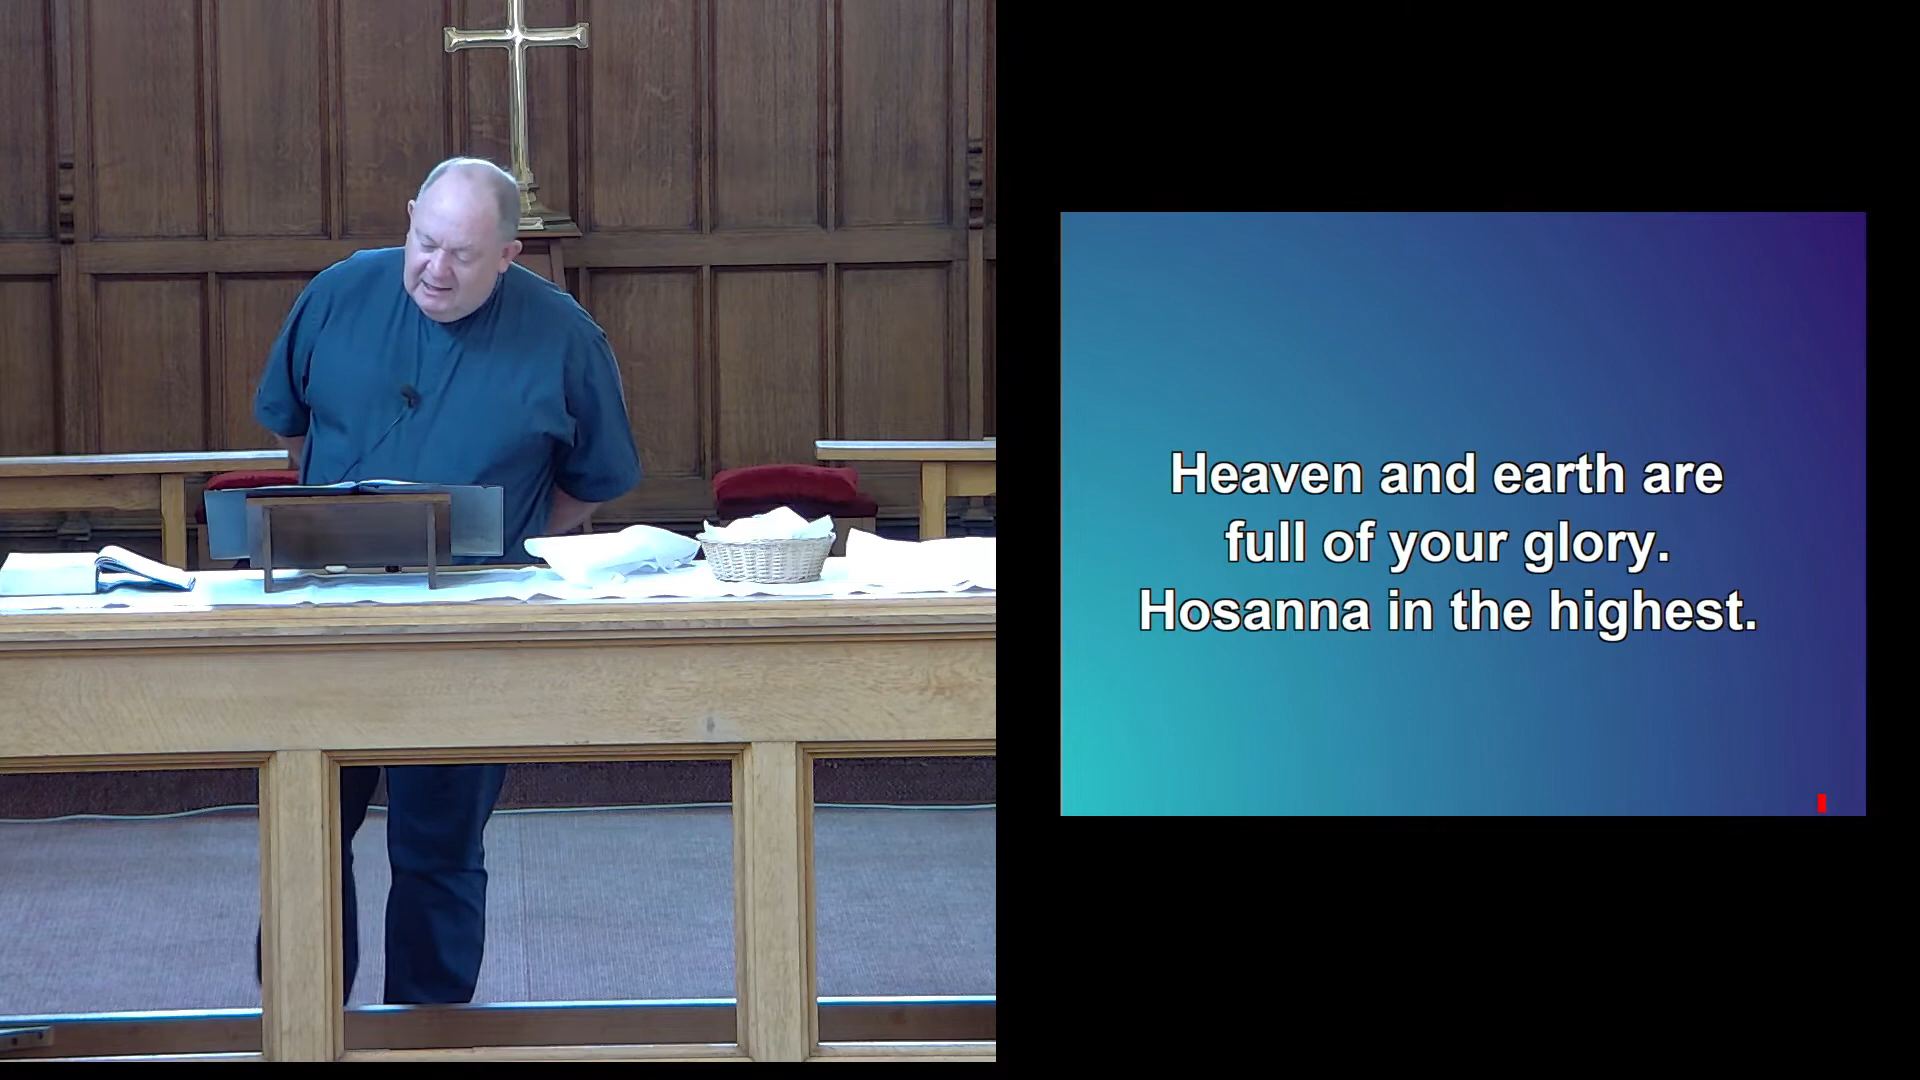 Heaven and earth are
full of your glory.
Hosanna in the highest.